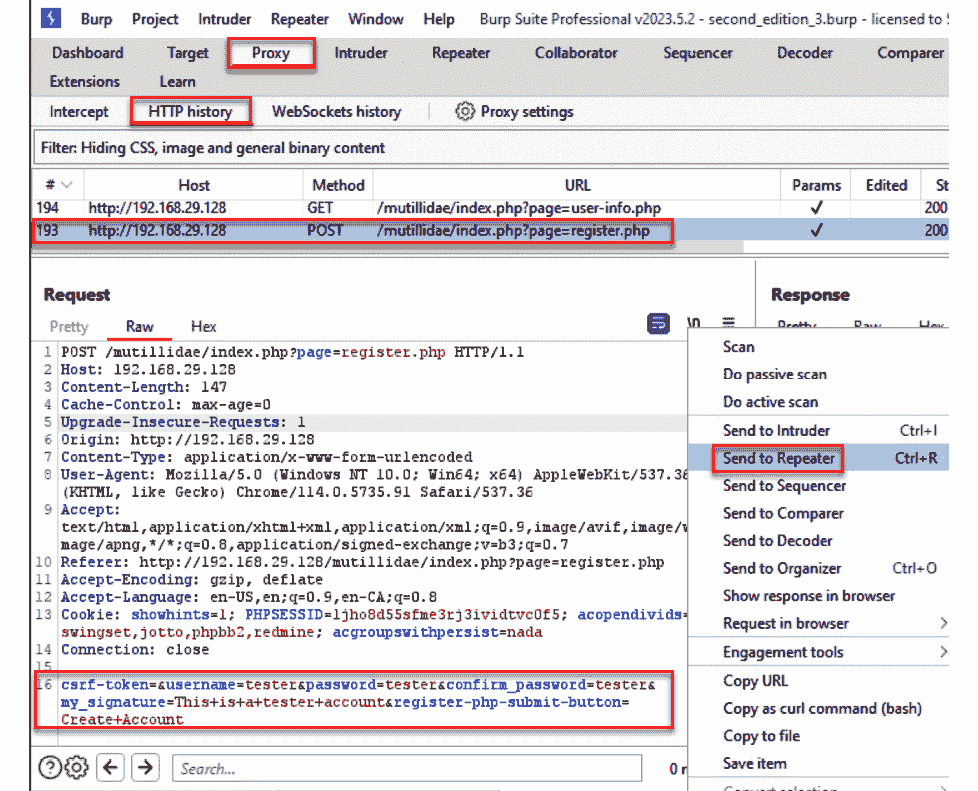 Burp Project Intruder Repeater Window Help Burp Suite Professional v2023.5.2 - second_edition_3.burp - licensed to
Dashboard Target Proxy Intruder Repeater Collaborator Sequencer Decoder Comparer
Extensions Learn
Intercept HTTP history WebSockets history Proxy settings
Filter: Hiding CSS, image and general binary content
# Host Method URL Params Edited St
194 http://192.168.29.128 GET /mutillidae/index.php?page=user-info.php ✓ 200
193 http://192.168.29.128 POST /mutillidae/index.php?page=register.php ✓ 200
Request Response
Pretty Raw Hex \n Pretty Raw Hex
1 POST /mutillidae/index.php?page=register.php HTTP/1.1
2 Host: 192.168.29.128
3 Content-Length: 147
4 Cache-Control: max-age=0
5 Upgrade-Insecure-Requests: 1
6 Origin: http://192.168.29.128
7 Content-Type: application/x-www-form-urlencoded
8 User-Agent: Mozilla/5.0 (Windows NT 10.0; Win64; x64) AppleWebKit/537.36
(KHTML, like Gecko) Chrome/114.0.5735.91 Safari/537.36
9 Accept:
text/html,application/xhtml+xml,application/xml;q=0.9,image/avif,image/w
mage/apng,*/*;q=0.8,application/signed-exchange;v=b3;q=0.7
10 Referer: http://192.168.29.128/mutillidae/index.php?page=register.php
11 Accept-Encoding: gzip, deflate
12 Accept-Language: en-US,en;q=0.9,en-CA;q=0.8
13 Cookie: showhints=1; PHPSESSID=ljho8d55sfme3rj3ividtvc0f5; acopendivids=
swingset,jotto,phpbb2,redmine; acgroupswithpersist=nada
14 Connection: close
15
16 csrf-token=&username=tester&password=tester&confirm_password=tester&
my_signature=This+is+a+tester+account&register-php-submit-button=
Create+Account
Search...
0
Scan
Do passive scan
Do active scan
Send to Intruder Ctrl+I
Send to Repeater Ctrl+R
Send to Sequencer
Send to Comparer
Send to Decoder
Send to Organizer Ctrl+O
Show response in browser
Request in browser >
Engagement tools >
Copy URL
Copy as curl command (bash)
Copy to file
Save item
Convert selection >